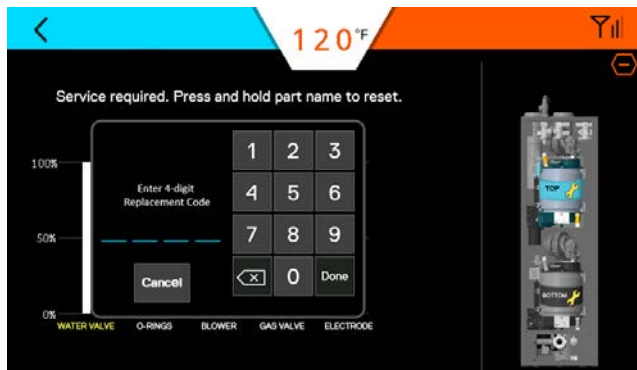 120°F
Service required. Press and hold part name to reset.
100%
50%
0%
Enter 4-digit
Replacement Code
Cancel
1 2 3
4 5 6
7 8 9
0 Done
WATER VALVE O-RINGS BLOWER GAS VALVE ELECTRODE
TOP
BOTTOM